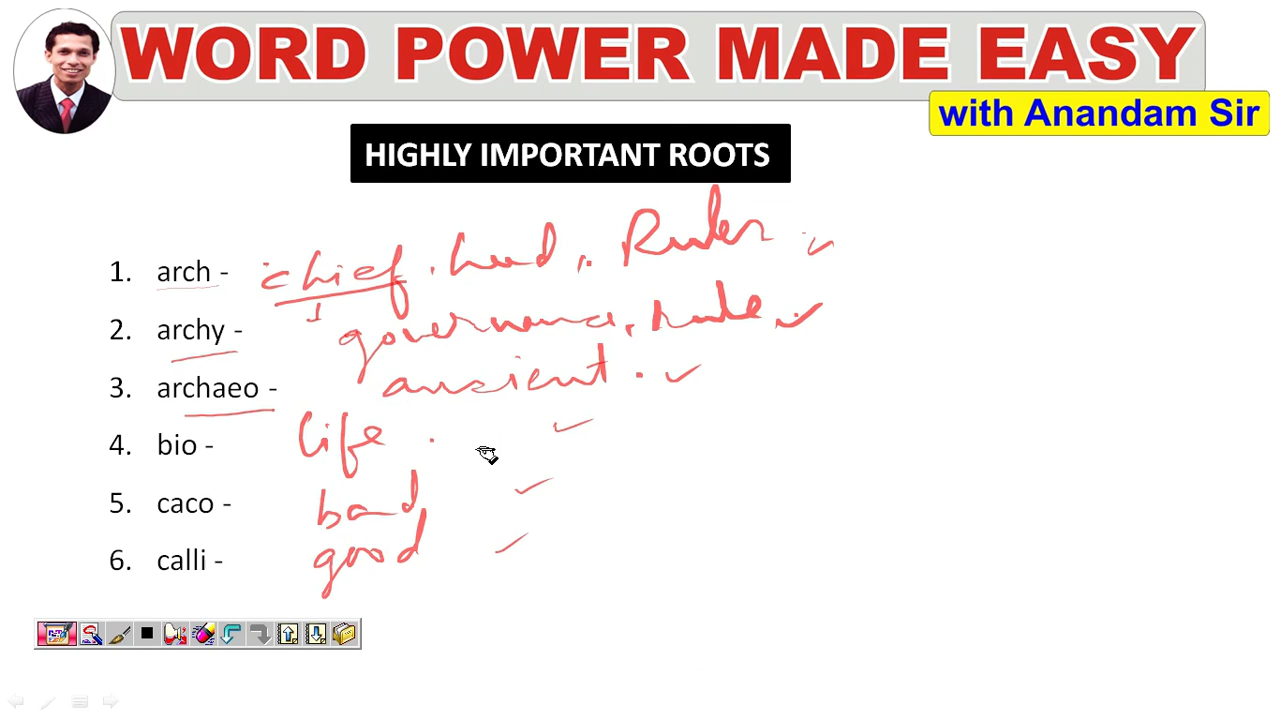 WORD POWER MADE EASY
with Anandam Sir
HIGHLY IMPORTANT ROOTS
1. arch - chief, head, Ruler
2. archy - governance, rule
3. archaeo - ancient.
4. bio - life.
5. caco - bad
6. calli - good